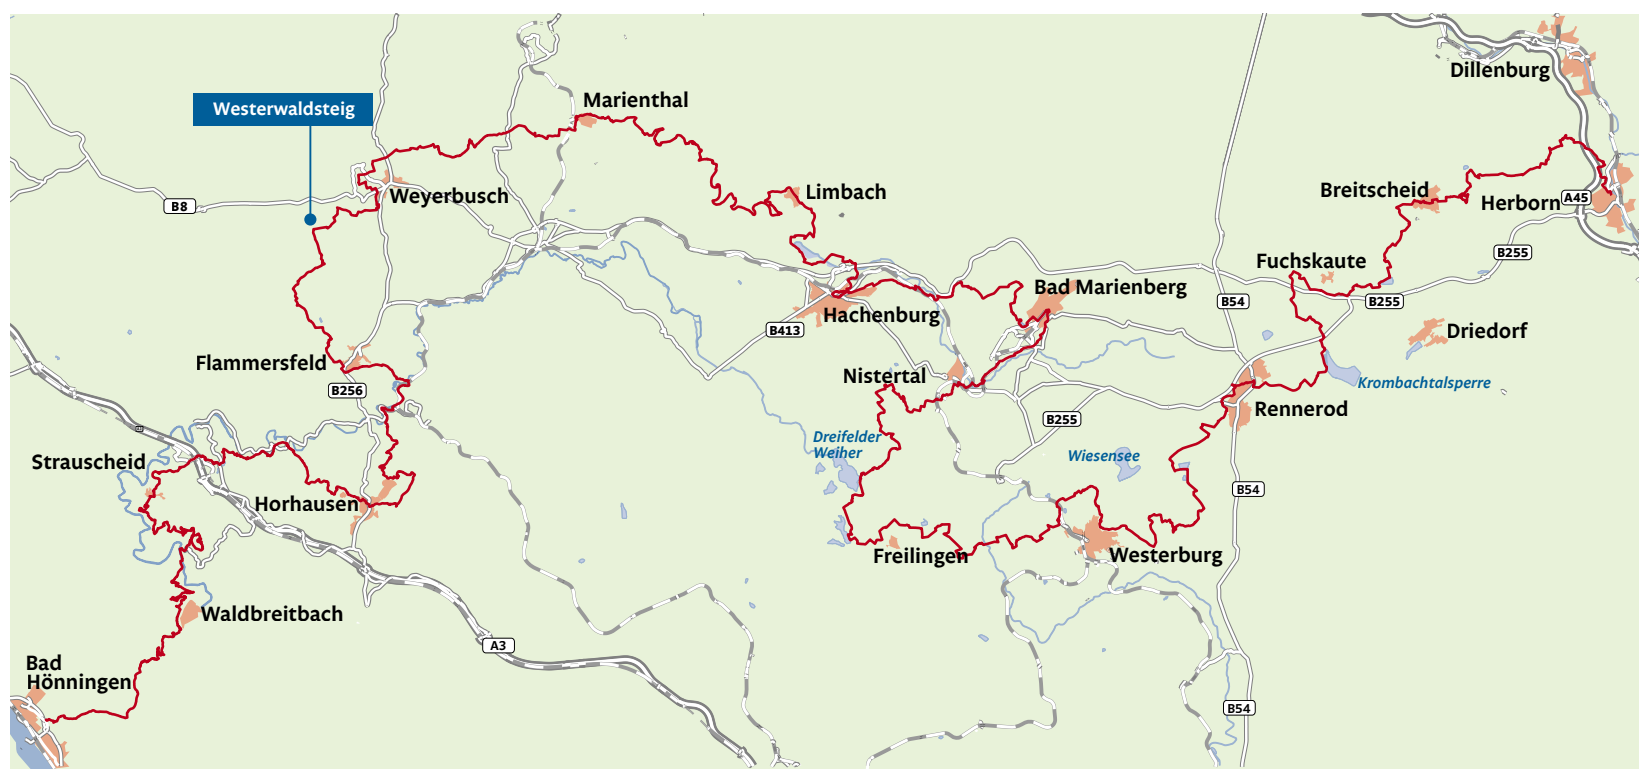 Dillenburg
Westerwaldsteig
Marienthal
Weyerbusch
Limbach
Breitscheid
Herborn
A45
B8
B255
Fuchskaute
Bad Marienberg
B54
B255
Hachenburg
B413
Driedorf
Flammersfeld
Nistertal
Krombachtalsperre
B256
Rennerod
B255
Dreifelder
Weiher
Wiesensee
Strauscheid
B54
Horhausen
Freilingen
Westerburg
Waldbreitbach
A3
Bad
Hönningen
B54